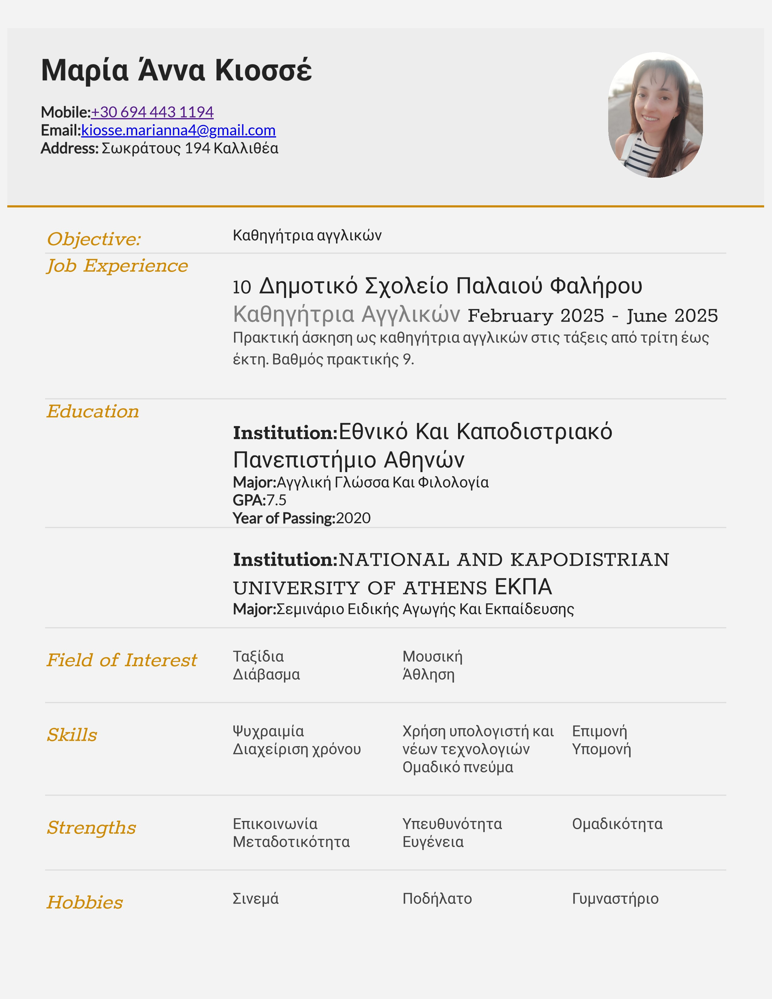 Μαρία Άννα Κιοσσέ
Mobile:+30 694 443 1194
Email:kiosse.marianna4@gmail.com
Address: Σωκράτους 194 Καλλιθέα
Objective:
Καθηγήτρια αγγλικών
Job Experience
10 Δημοτικό Σχολείο Παλαιού Φαλήρου
Καθηγήτρια Αγγλικών February 2025 - June 2025
Πρακτική άσκηση ως καθηγήτρια αγγλικών στις τάξεις από τρίτη έως
έκτη. Βαθμός πρακτικής 9.
Education
Institution:Εθνικό Και Καποδιστριακό
Πανεπιστήμιο Αθηνών
Major:Αγγλική Γλώσσα Και Φιλολογία
GPA:7.5
Year of Passing:2020
Institution:NATIONAL AND KAPODISTRIAN
UNIVERSITY OF ATHENS ΕΚΠΑ
Major:Σεμινάριο Ειδικής Αγωγής Και Εκπαίδευσης
Field of Interest
Ταξίδια
Διάβασμα
Μουσική
Άθληση
Skills
Ψυχραιμία
Διαχείριση χρόνου
Χρήση υπολογιστή και
νέων τεχνολογιών
Ομαδικό πνεύμα
Επιμονή
Υπομονή
Strengths
Επικοινωνία
Μεταδοτικότητα
Υπευθυνότητα
Ευγένεια
Ομαδικότητα
Hobbies
Σινεμά
Ποδήλατο
Γυμναστήριο